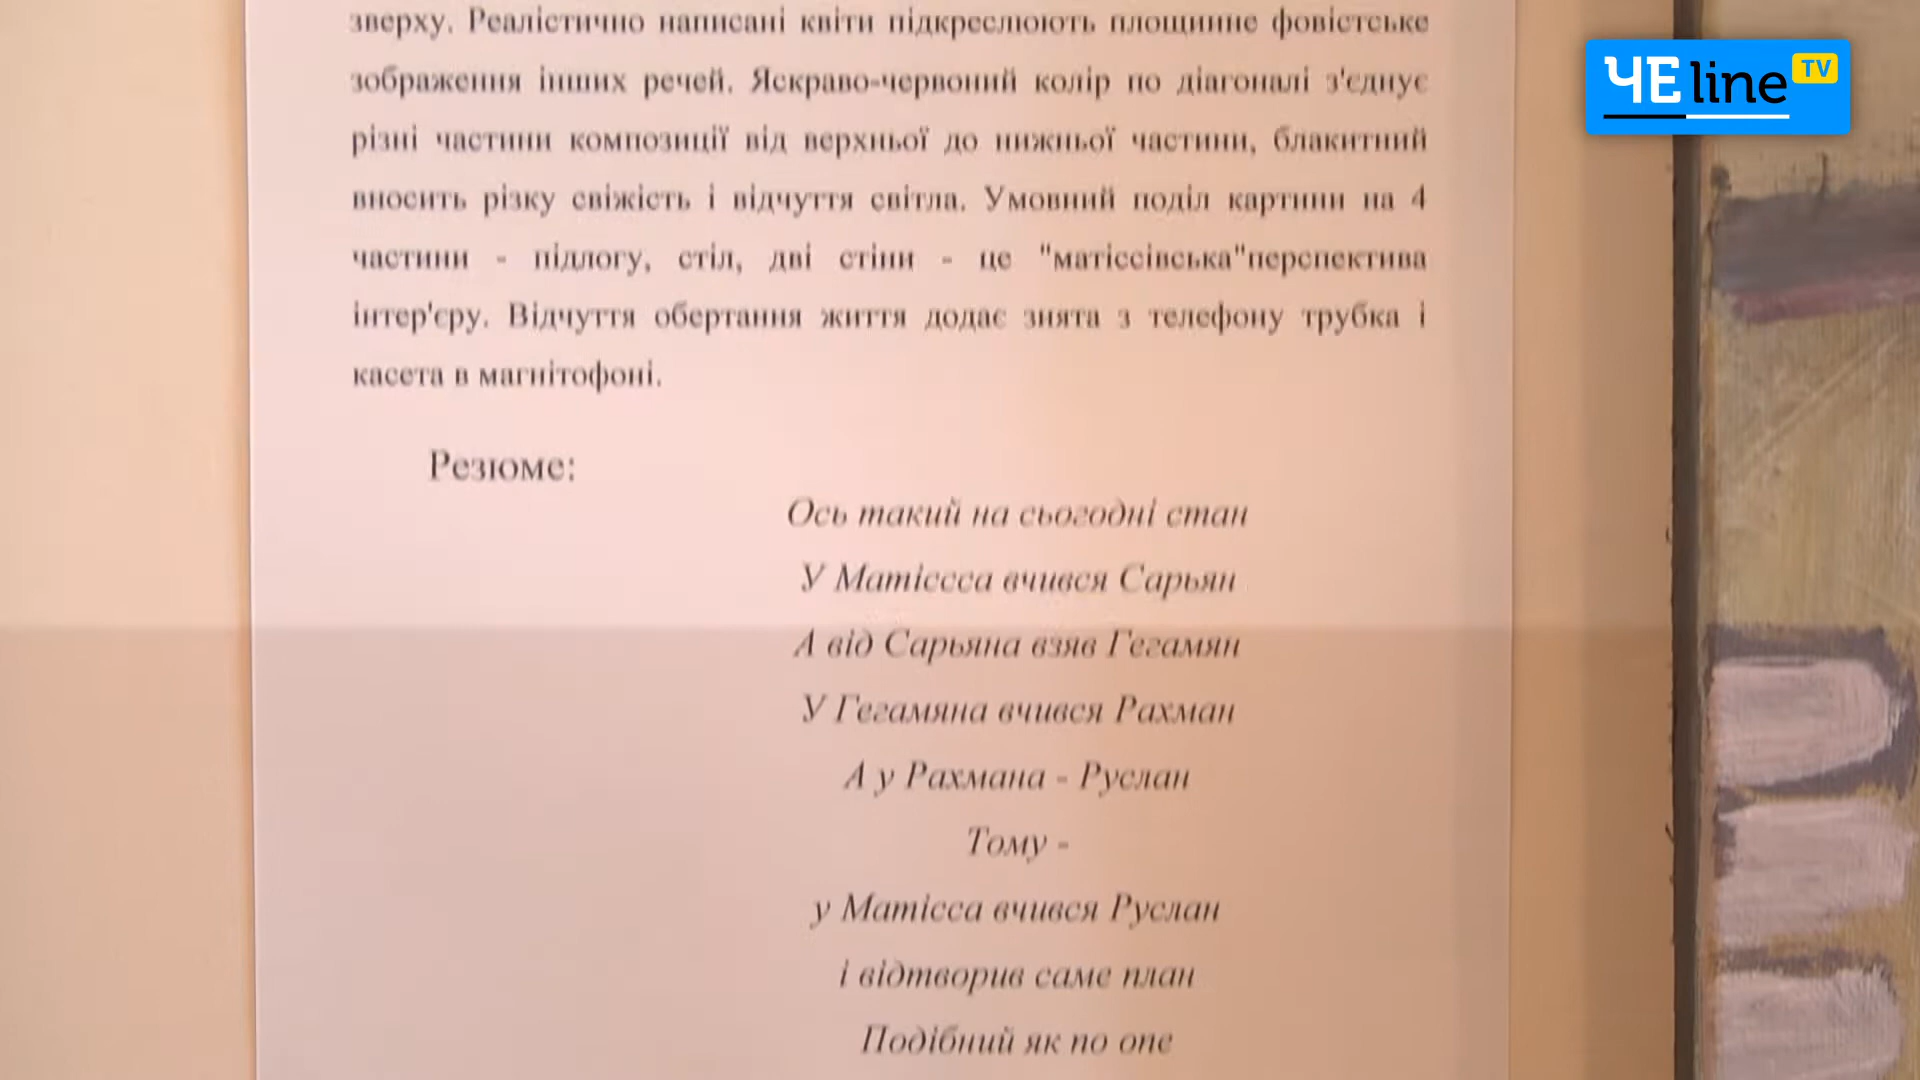 зверху. Реалістично написані квіти підкреслюють площинне фовістське
зображення інших речей. Яскраво-червоний колір по діагоналі з'єднує
різні частини композиції від верхньої до нижньої частини, блакитний
вносить різку свіжість і відчуття світла. Умовний поділ картини на 4
частини - підлогу, стіл, дві стіни - це "матіссівська"перспектива
інтер'єру. Відчуття обертання життя додає знята з телефону трубка і
касета в магнітофоні.
Резюме:
Ось такий на сьогодні стан
У Матіссса вчився Сарьян
А від Сарьяна взяв Гегамян
У Гегамяна вчився Рахман
А у Рахмана - Руслан
Тому -
у Матісса вчився Руслан
і відтворив саме план
Подібний як по one
ЧЕ line TV